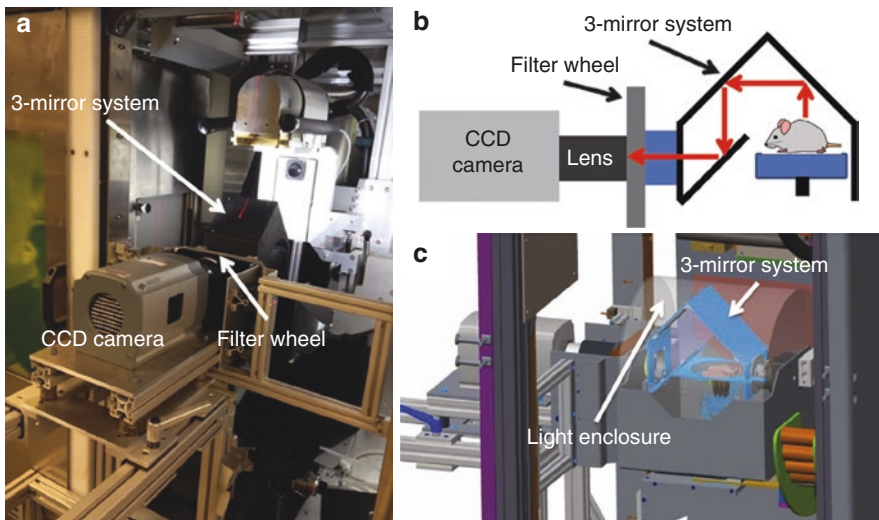 a
3-mirror system
CCD camera
Filter wheel
b
3-mirror system
Filter wheel
CCD
camera
Lens
c
3-mirror system
Light enclosure